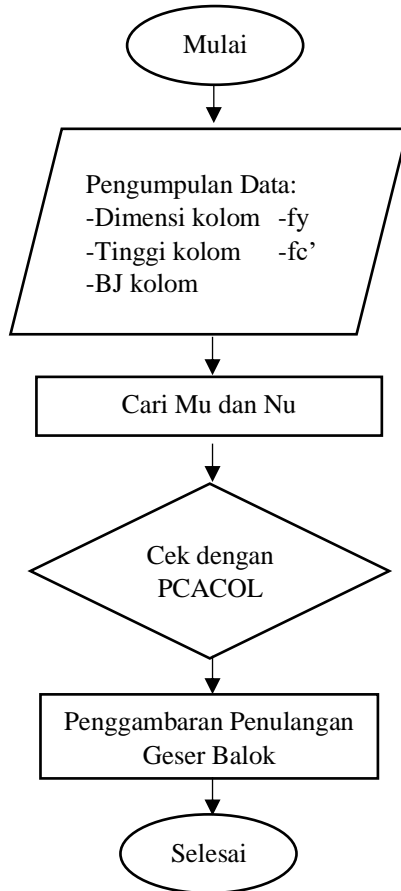 Mulai
Pengumpulan Data:
-Dimensi kolom -fy
-Tinggi kolom -fc’
-BJ kolom
Cari Mu dan Nu
Cek dengan
PCACOL
Penggambaran Penulangan
Geser Balok
Selesai